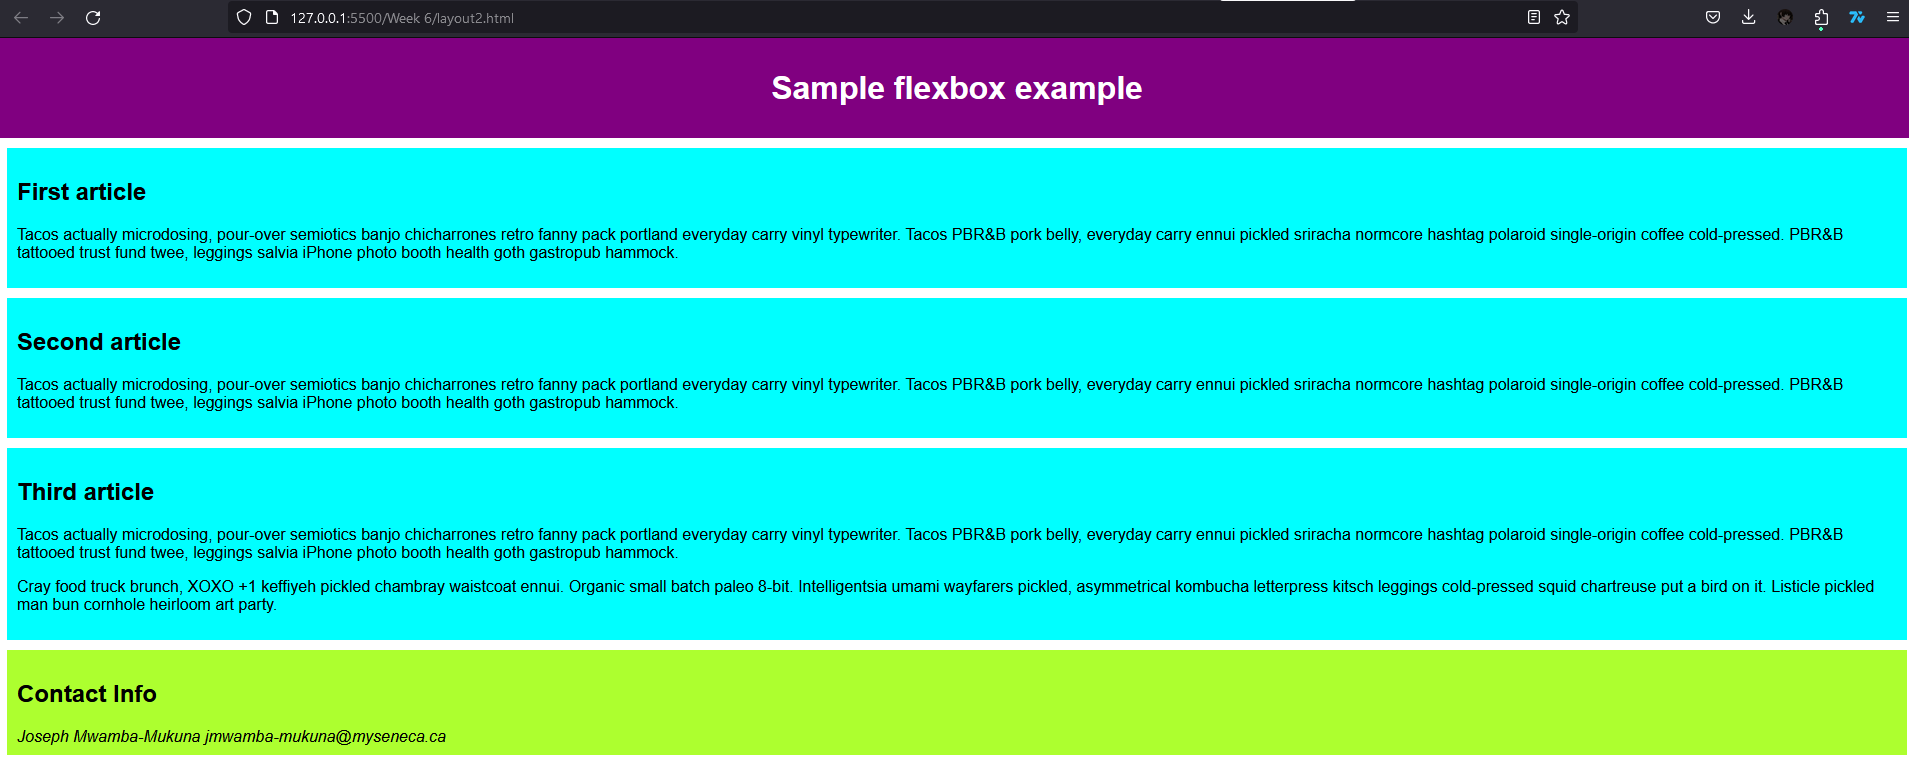 127.0.0.1:5500/Week 6/layout2.html
Sample flexbox example
First article
Tacos actually microdosing, pour-over semiotics banjo chicharrones retro fanny pack portland everyday carry vinyl typewriter. Tacos PBR&B pork belly, everyday carry ennui pickled sriracha normcore hashtag polaroid single-origin coffee cold-pressed. PBR&B
tattooed trust fund twee, leggings salvia iPhone photo booth health goth gastropub hammock.
Second article
Tacos actually microdosing, pour-over semiotics banjo chicharrones retro fanny pack portland everyday carry vinyl typewriter. Tacos PBR&B pork belly, everyday carry ennui pickled sriracha normcore hashtag polaroid single-origin coffee cold-pressed. PBR&B
tattooed trust fund twee, leggings salvia iPhone photo booth health goth gastropub hammock.
Third article
Tacos actually microdosing, pour-over semiotics banjo chicharrones retro fanny pack portland everyday carry vinyl typewriter. Tacos PBR&B pork belly, everyday carry ennui pickled sriracha normcore hashtag polaroid single-origin coffee cold-pressed. PBR&B
tattooed trust fund twee, leggings salvia iPhone photo booth health goth gastropub hammock.
Cray food truck brunch, XOXO +1 keffiyeh pickled chambray waistcoat ennui. Organic small batch paleo 8-bit. Intelligentsia umami wayfarers pickled, asymmetrical kombucha letterpress kitsch leggings cold-pressed squid chartreuse put a bird on it. Listicle pickled
man bun cornhole heirloom art party.
Contact Info
Joseph Mwamba-Mukuna jmwamba-mukuna@myseneca.ca